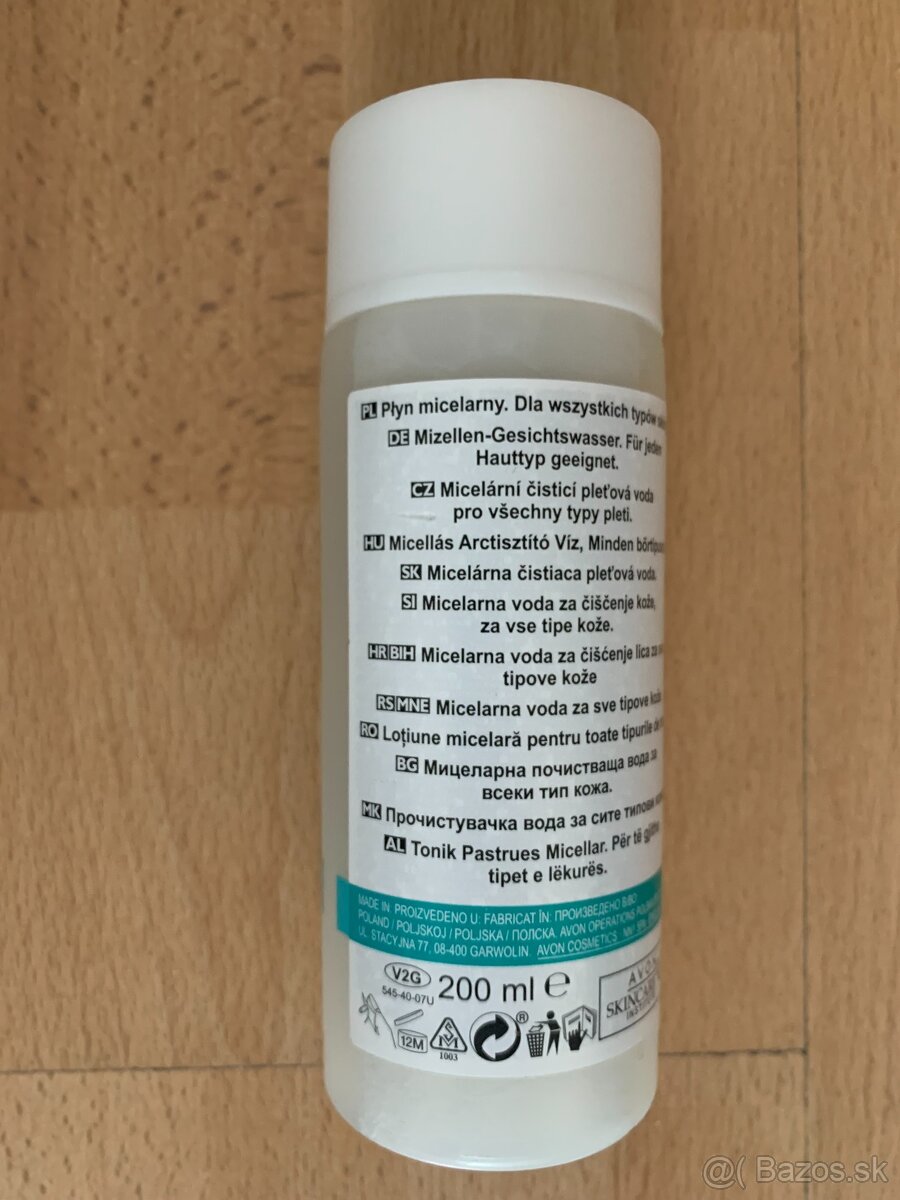 PL Płyn micelarny. Dla wszystkich typów
DE Mizellen-Gesichtswasser. Für jeden
Hauttyp geeignet.
CZ Micelární čisticí pleťová voda
pro všechny typy pleti.
HU Micellás Arctisztító Víz, Minden
SK Micelárna čistiaca pleťová voda.
SI Micelarna voda za čiščenje kože,
za vse tipe kože.
HR BIH Micelarna voda za čišćenje lica za
tipove kože
RS MNE Micelarna voda za sve tipove
RO Loțiune micelară pentru toate tipurile de
BG Мицеларна почистваща вода за
всеки тип кожа.
MK Прочистувачка вода за сите типови
AL Tonik Pastrues Micellar. Për të gjitha
tipet e lëkurës.
MADE IN PROIZVEDENO U: FABRICAT ÎN: ПРОИЗВЕДЕНО В/ВО
POLAND / POLJSKOJ / POLJSKA / ПОЛСКА. AVON OPERATIONS
UL STACYJNA 77, 08-400 GARWOLIN AVON COSMETICS
V2G
545-40-07U
200 ml e
12M
SM
1003
®
AVON
SKINCARE
INSTITUTE
@( Bazos.sk